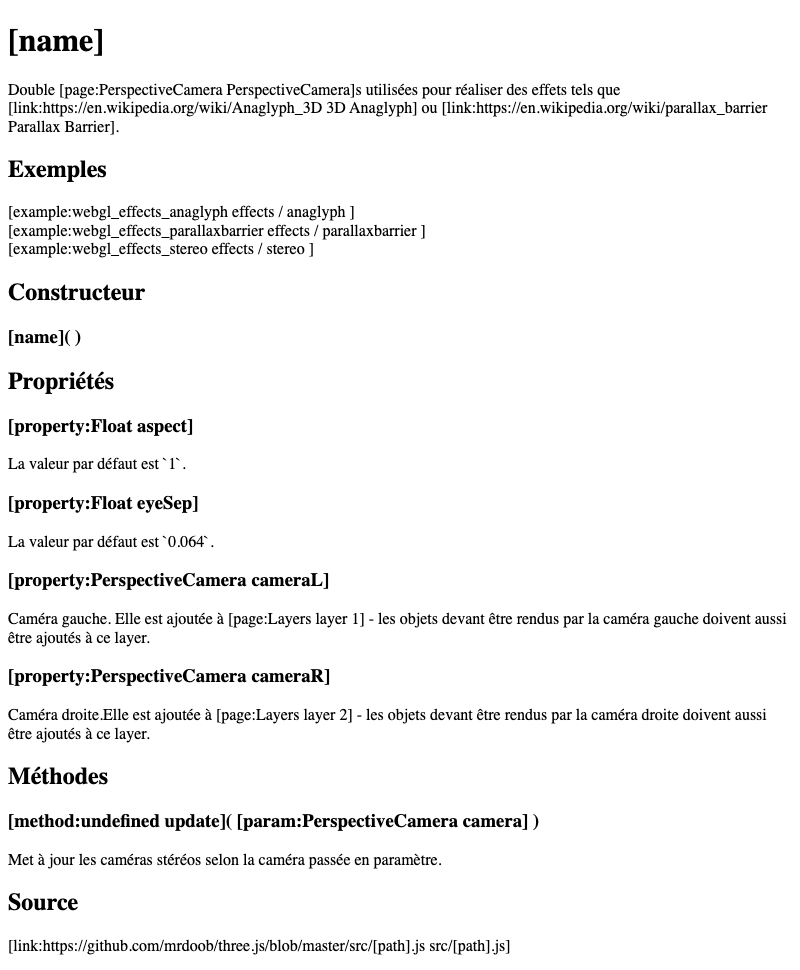 [name]
Double [page:PerspectiveCamera PerspectiveCamera]s utilisées pour réaliser des effets tels que
[link:https://en.wikipedia.org/wiki/Anaglyph_3D 3D Anaglyph] ou [link:https://en.wikipedia.org/wiki/parallax_barrier
Parallax Barrier].
Exemples
[example:webgl_effects_anaglyph effects / anaglyph ]
[example:webgl_effects_parallaxbarrier effects / parallaxbarrier ]
[example:webgl_effects_stereo effects / stereo ]
Constructeur
[name]( )
Propriétés
[property:Float aspect]
La valeur par défaut est `1`.
[property:Float eyeSep]
La valeur par défaut est `0.064`.
[property:PerspectiveCamera cameraL]
Caméra gauche. Elle est ajoutée à [page:Layers layer 1] - les objets devant être rendus par la caméra gauche doivent aussi
être ajoutés à ce layer.
[property:PerspectiveCamera cameraR]
Caméra droite.Elle est ajoutée à [page:Layers layer 2] - les objets devant être rendus par la caméra droite doivent aussi
être ajoutés à ce layer.
Méthodes
[method:undefined update]( [param:PerspectiveCamera camera] )
Met à jour les caméras stéréos selon la caméra passée en paramètre.
Source
[link:https://github.com/mrdoob/three.js/blob/master/src/[path].js src/[path].js]